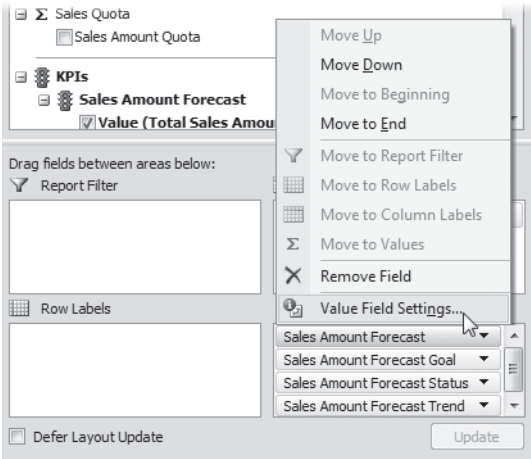 Sales Quota
Sales Amount Quota
KPIs
Sales Amount Forecast
Value (Total Sales Amou
Move Up
Move Down
Move to Beginning
Move to End
Move to Report Filter
Move to Row Labels
Move to Column Labels
Move to Values
Remove Field
Value Field Settings...
Drag fields between areas below:
Report Filter
Row Labels
Sales Amount Forecast
Sales Amount Forecast Goal
Sales Amount Forecast Status
Sales Amount Forecast Trend
Defer Layout Update
Update